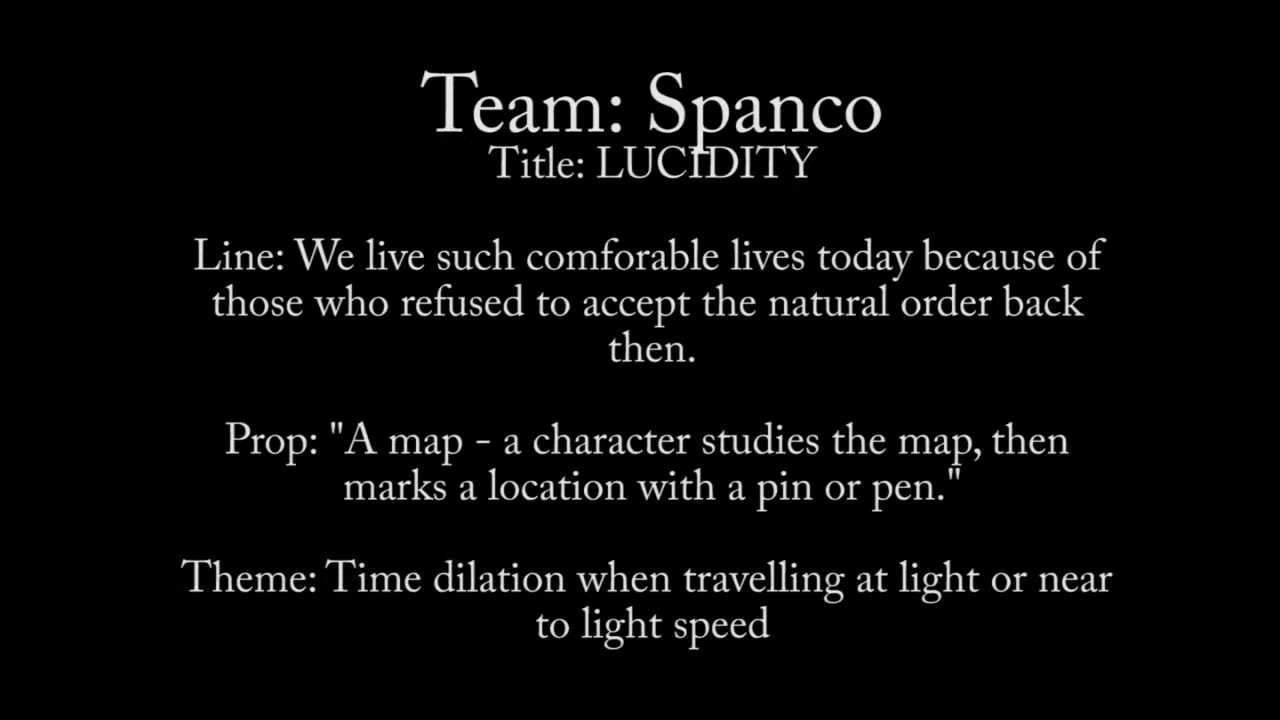 Team: Spanco
Title: LUCIDITY
Line: We live such comforable lives today because of
those who refused to accept the natural order back
then.
Prop: "A map - a character studies the map, then
marks a location with a pin or pen."
Theme: Time dilation when travelling at light or near
to light speed